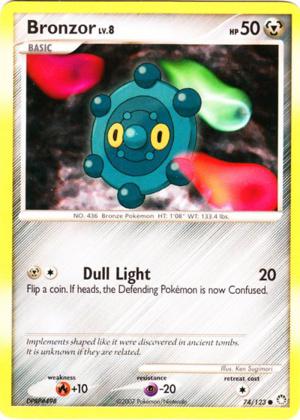 Bronzor LV.8 HP 50
BASIC
NO. 436 Bronze Pokémon HT: 1'08" WT: 133.4 lbs.
Dull Light 20
Flip a coin. If heads, the Defending Pokémon is now Confused.
Implements shaped like it were discovered in ancient tombs.
It is unknown if they are related.
Illus. Ken Sugimori
weakness resistance retreat cost
+10 -20
©2007 Pokémon/Nintendo 74/123